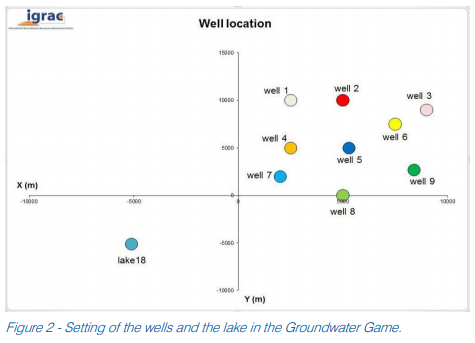 igrac
Well location
15000
well 1
well 2
well 3
10000
well 6
well 4
5000
well 5
well 7
well 9
X (m)
-10000
-5000
0
5000
10000
well 8
-5000
lake18
-10000
Y (m)
Figure 2 - Setting of the wells and the lake in the Groundwater Game.